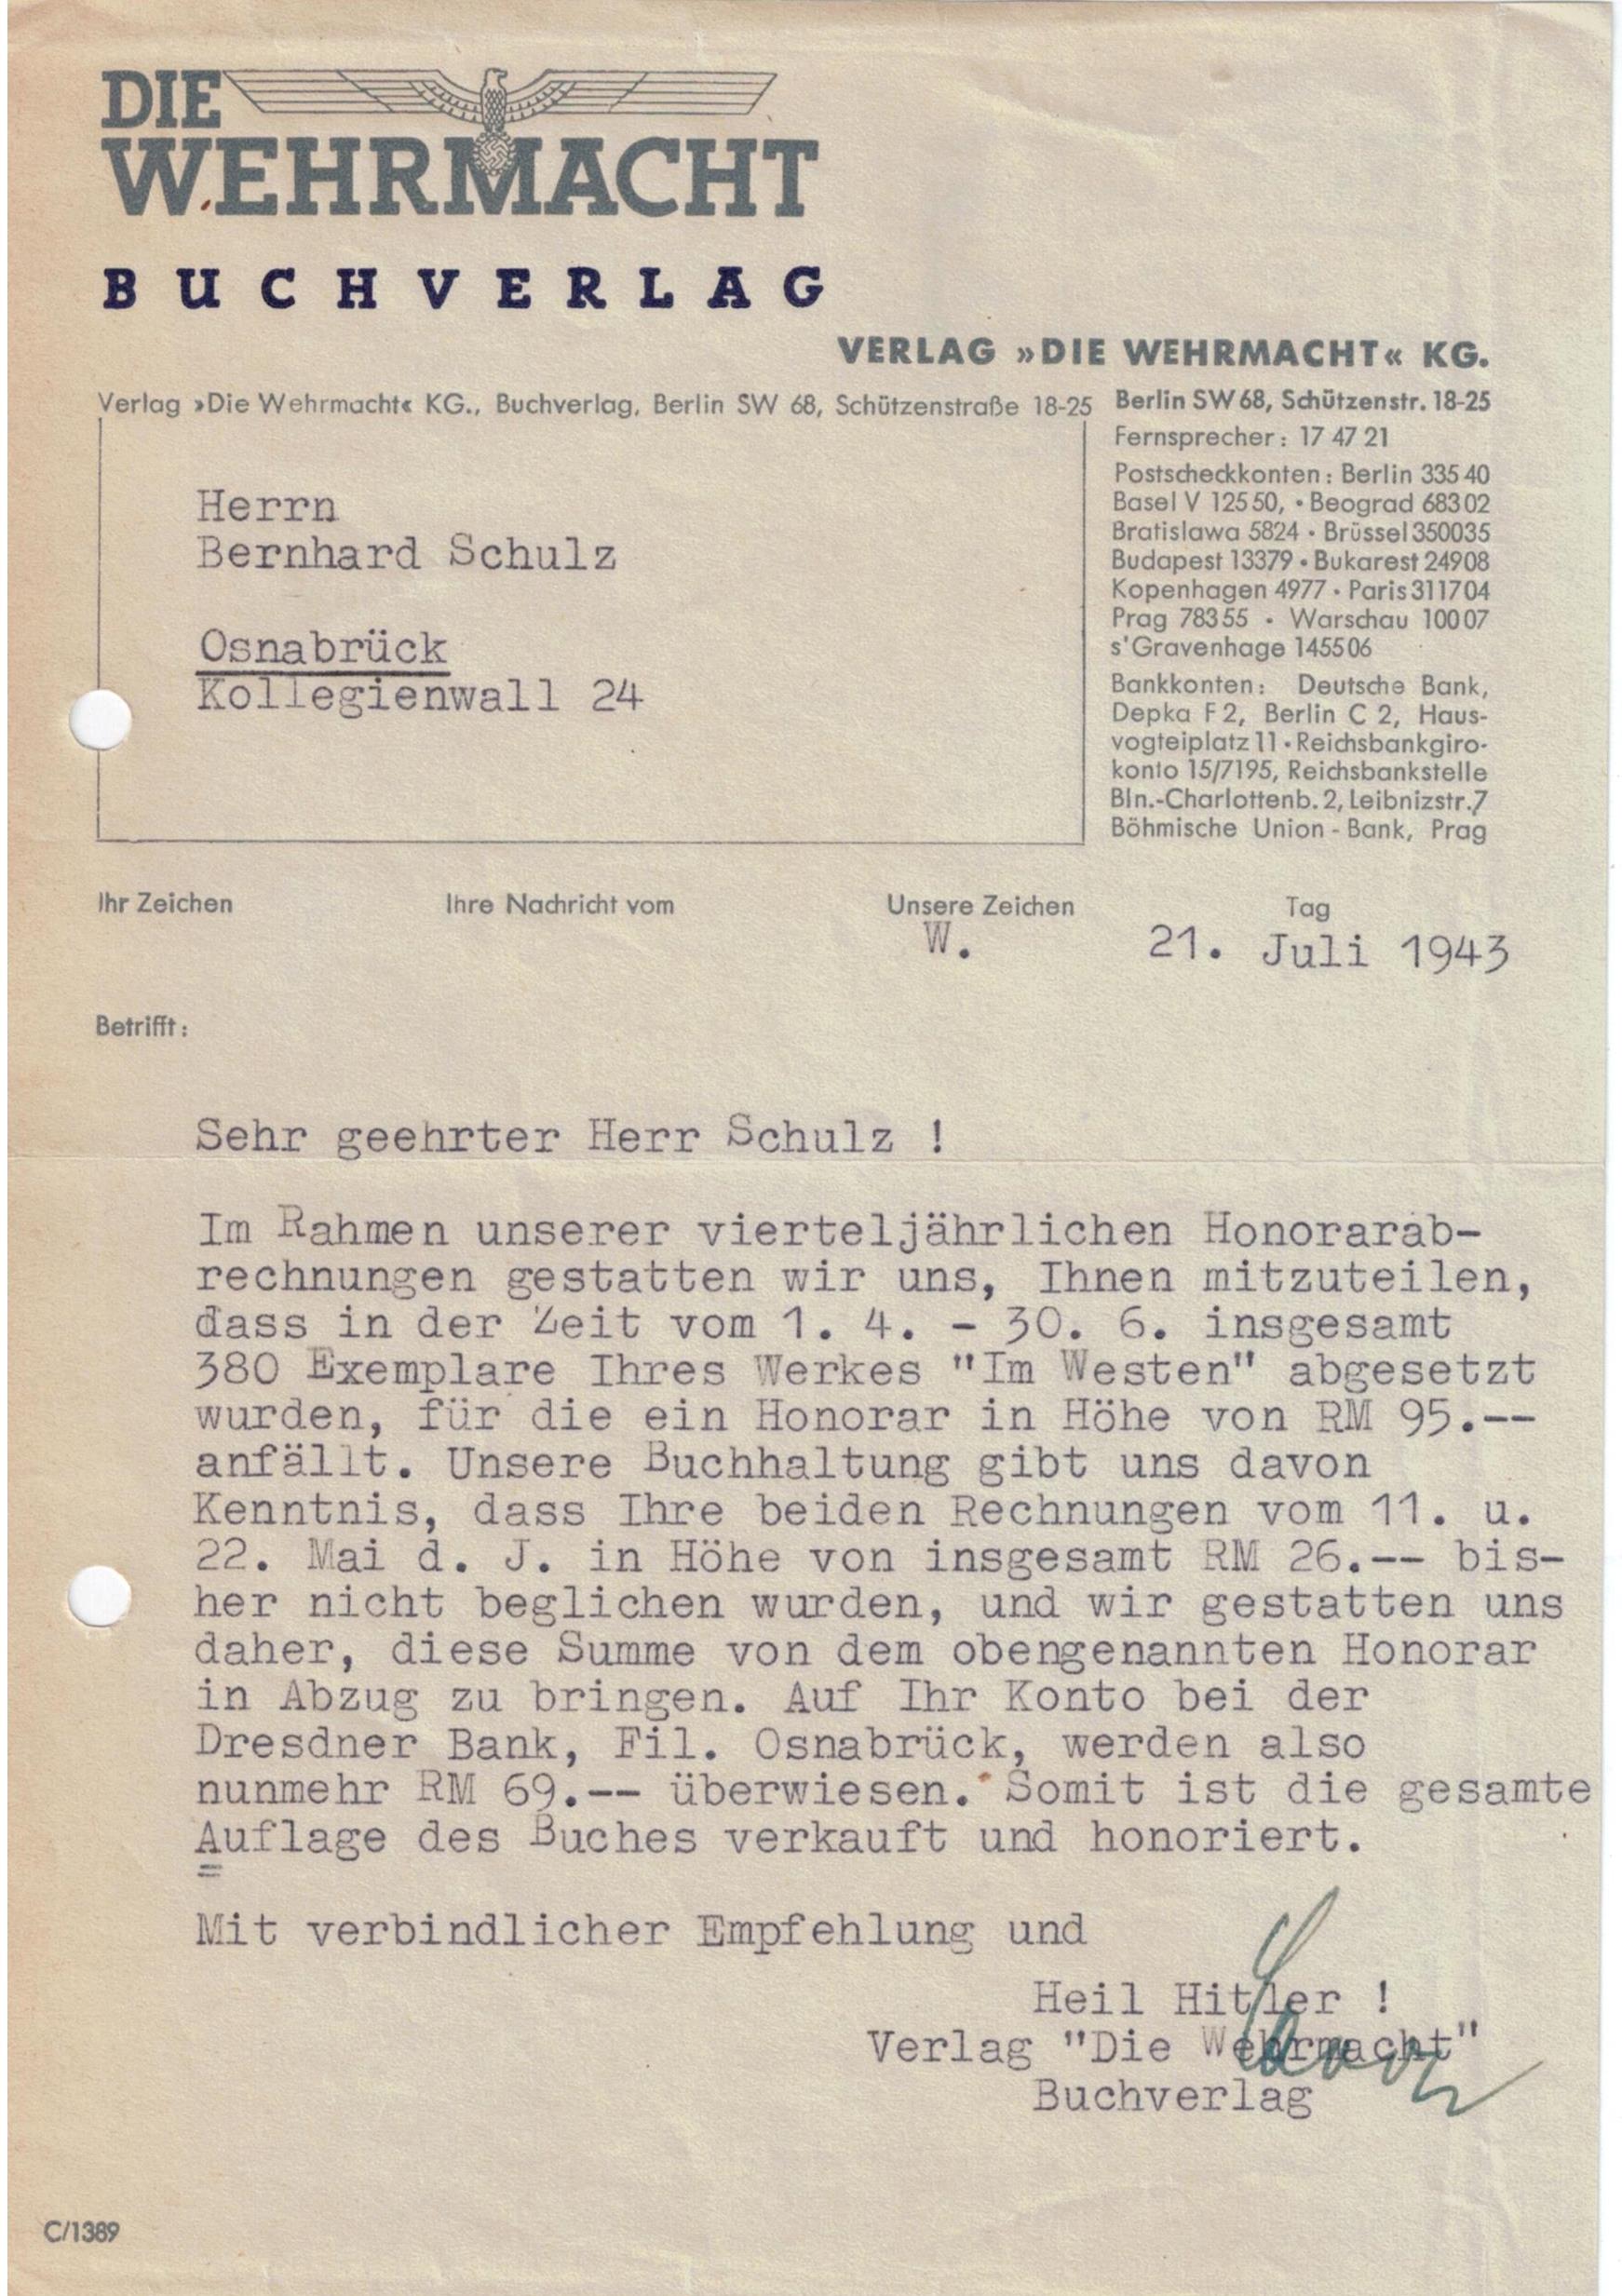 DIE
WEHRMACHT
BUCHVERLAG
VERLAG »DIE WEHRMACHT« KG.
Verlag »Die Wehrmacht« KG., Buchverlag, Berlin SW 68, Schützenstraße 18-25
Berlin SW 68, Schützenstr. 18-25
Fernsprecher: 17 47 21
Postscheckkonten: Berlin 335 40
Basel V 125 50, • Beograd 683 02
Bratislawa 5824 • Brüssel 350035
Budapest 13379 • Bukarest 24908
Kopenhagen 4977 • Paris 311704
Prag 783 55 • Warschau 100 07
s'Gravenhage 1455 06
Bankkonten: Deutsche Bank,
Depka F 2, Berlin C 2, Haus-
vogteiplatz 11 • Reichsbankgiro-
konto 15/7195, Reichsbankstelle
Bln.-Charlottenb. 2, Leibnizstr. 7
Böhmische Union - Bank, Prag
Herrn
Bernhard Schulz
Osnabrück
Kollegienwall 24
Ihr Zeichen
Ihre Nachricht vom
Unsere Zeichen
W.
Tag
21. Juli 1943
Betrifft:
Sehr geehrter Herr Schulz !
Im Rahmen unserer vierteljährlichen Honorarab-
rechnungen gestatten wir uns, Ihnen mitzuteilen,
dass in der Zeit vom 1. 4. - 30. 6. insgesamt
380 Exemplare Ihres Werkes "Im Westen" abgesetzt
wurden, für die ein Honorar in Höhe von RM 95.--
anfällt. Unsere Buchhaltung gibt uns davon
Kenntnis, dass Ihre beiden Rechnungen vom 11. u.
22. Mai d. J. in Höhe von insgesamt RM 26.-- bis-
her nicht beglichen wurden, und wir gestatten uns
daher, diese Summe von dem obengenannten Honorar
in Abzug zu bringen. Auf Ihr Konto bei der
Dresdner Bank, Fil. Osnabrück, werden also
nunmehr RM 69.-- überwiesen. Somit ist die gesamte
Auflage des Buches verkauft und honoriert.
=
Mit verbindlicher Empfehlung und
Heil Hitler !
Verlag "Die Wehrmacht"
Buchverlag
C/1389